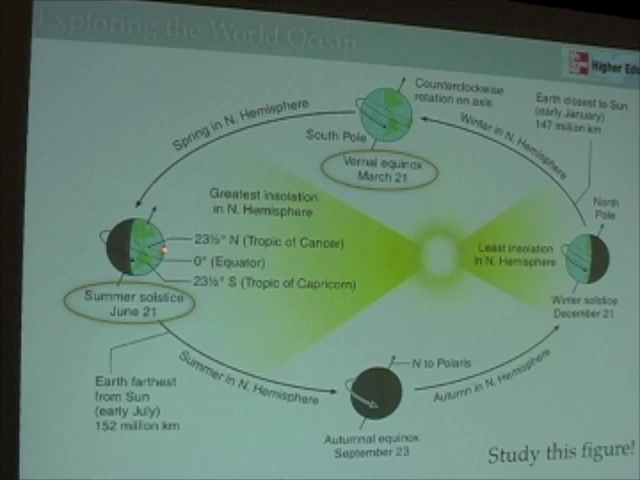 Exploring the World Ocean
Higher Edu
Counterclockwise
rotation on axis
Earth closest to Sun
(early January)
147 million km
Spring in N. Hemisphere
South Pole
Winter in N. Hemisphere
Vernal equinox
March 21
Greatest insolation
in N. Hemisphere
North
Pole
23½° N (Tropic of Cancer)
0° (Equator)
23½° S (Tropic of Capricorn)
Least insolation
in N. Hemisphere
Summer solstice
June 21
Winter solstice
December 21
Summer in N. Hemisphere
N to Polaris
Autumn in N. Hemisphere
Earth farthest
from Sun
(early July)
152 million km
Autumnal equinox
September 23
Study this figure!